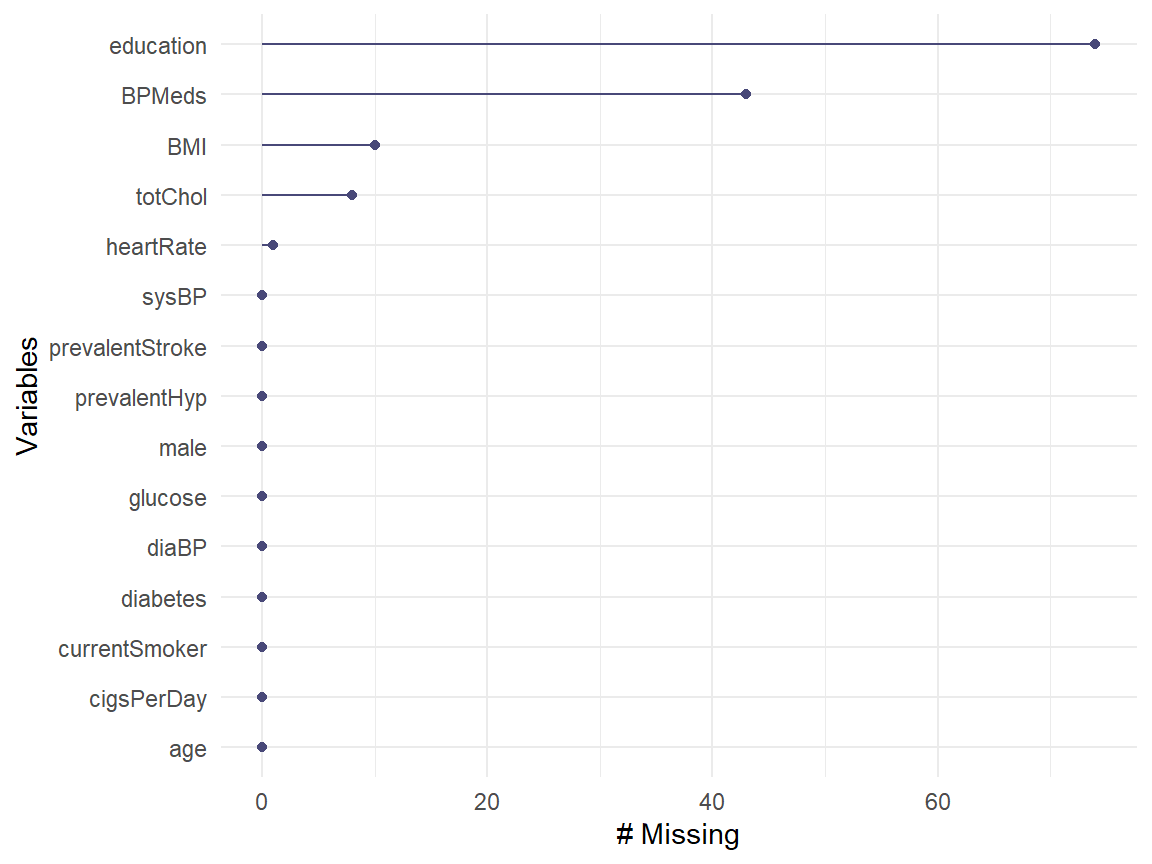 education
BPMeds
BMI
totChol
heartRate
sysBP
prevalentStroke
prevalentHyp
male
glucose
diaBP
diabetes
currentSmoker
cigsPerDay
age
Variables
0 20 40 60
# Missing